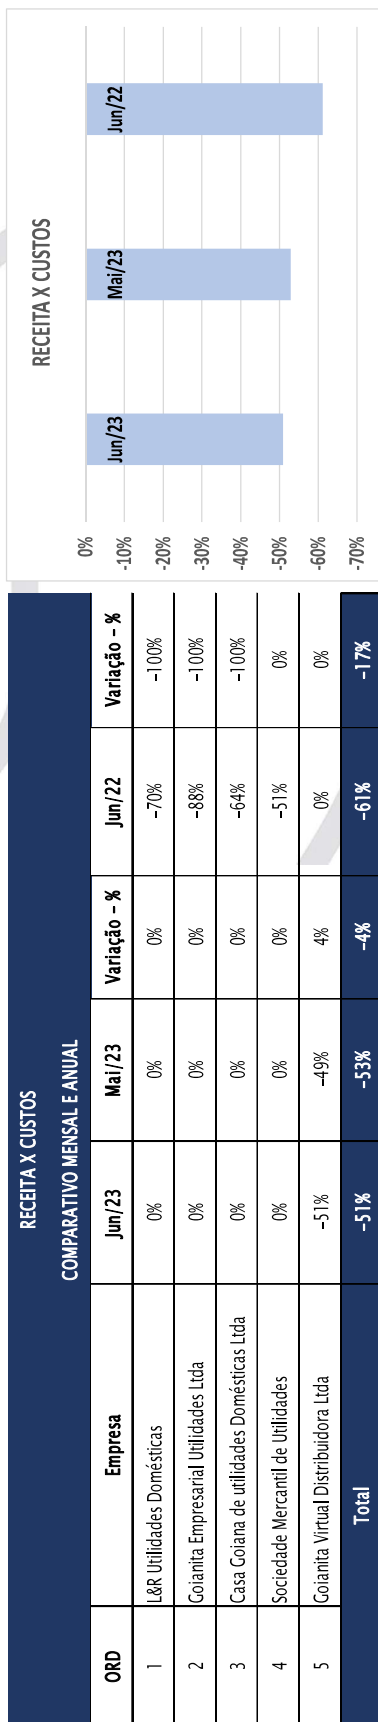 RECEITA X CUSTOS
COMPARATIVO MENSAL E ANUAL
ORD Empresa Jun/23 Mai/23 Variação – % Jun/22 Variação – %
1 L&R Utilidades Domésticas 0% 0% 0% -70% -100%
2 Goianita Empresarial Utilidades Ltda 0% 0% 0% -88% -100%
3 Casa Goiana de utilidades Domésticas Ltda 0% 0% 0% -64% -100%
4 Sociedade Mercantil de Utilidades 0% 0% 0% -51% 0%
5 Goianita Virtual Distribuidora Ltda -51% -49% 4% 0% 0%
Total -51% -53% -4% -61% -17%
RECEITA X CUSTOS
0%
Jun/23 Mai/23 Jun/22
-10%
-20%
-30%
-40%
-50%
-60%
-70%